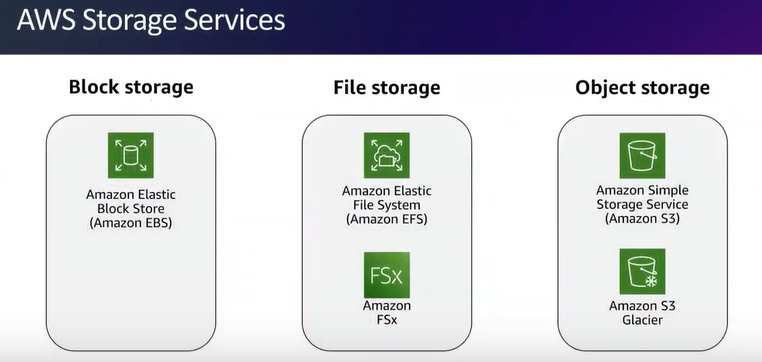 AWS Storage Services
Block storage
Amazon Elastic
Block Store
(Amazon EBS)
File storage
Amazon Elastic
File System
(Amazon EFS)
FSx
Amazon
FSx
Object storage
Amazon Simple
Storage Service
(Amazon S3)
Amazon S3
Glacier